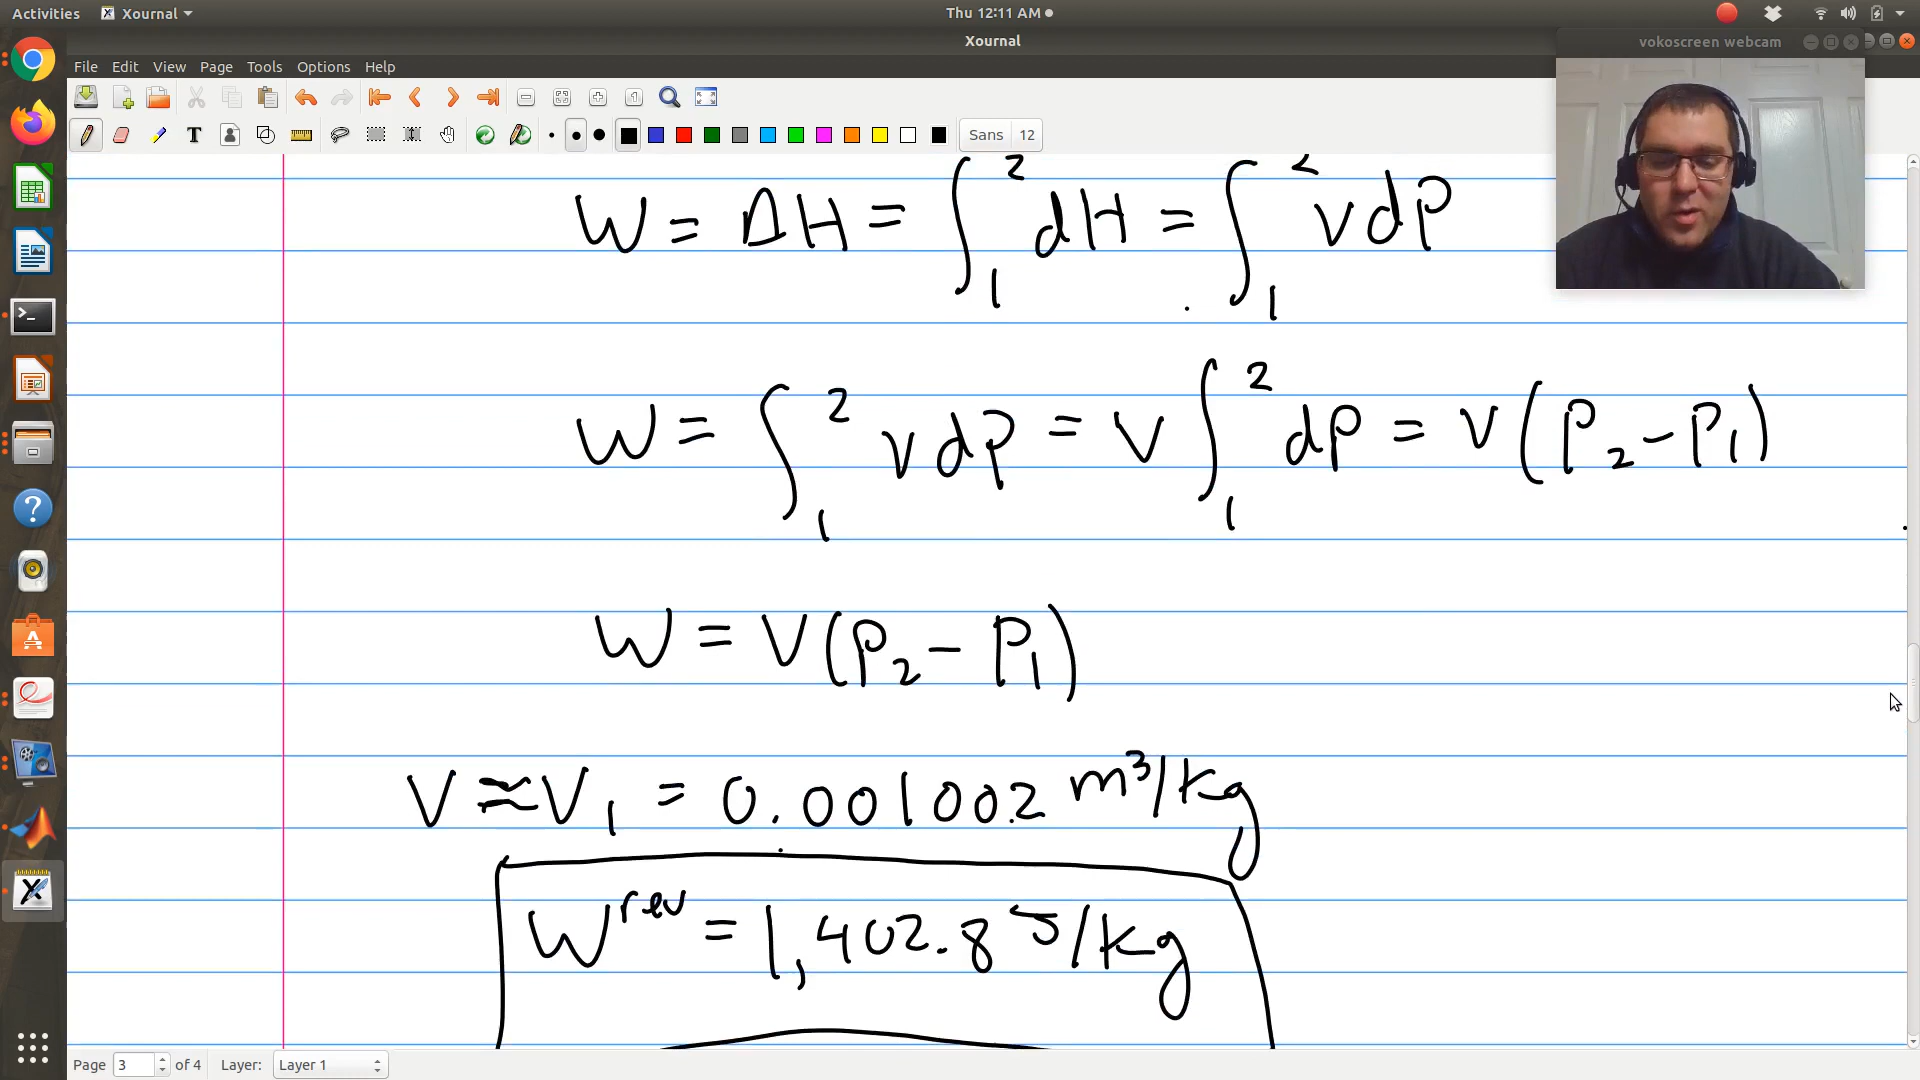 Activities Xournal Thu 12:11 AM
Xournal
vokoscreen webcam
File Edit View Page Tools Options Help
Sans 12
W = ΔH = ∫₁² dH = ∫₁² vdP
W = ∫₁² vdP = V ∫₁² dP = V(P₂ - P₁)
W = V(P₂ - P₁)
V ≈ V₁ = 0.001002 m³/kg
W^rev = 1,402.8 J/kg
Page 3 of 4 Layer: Layer 1